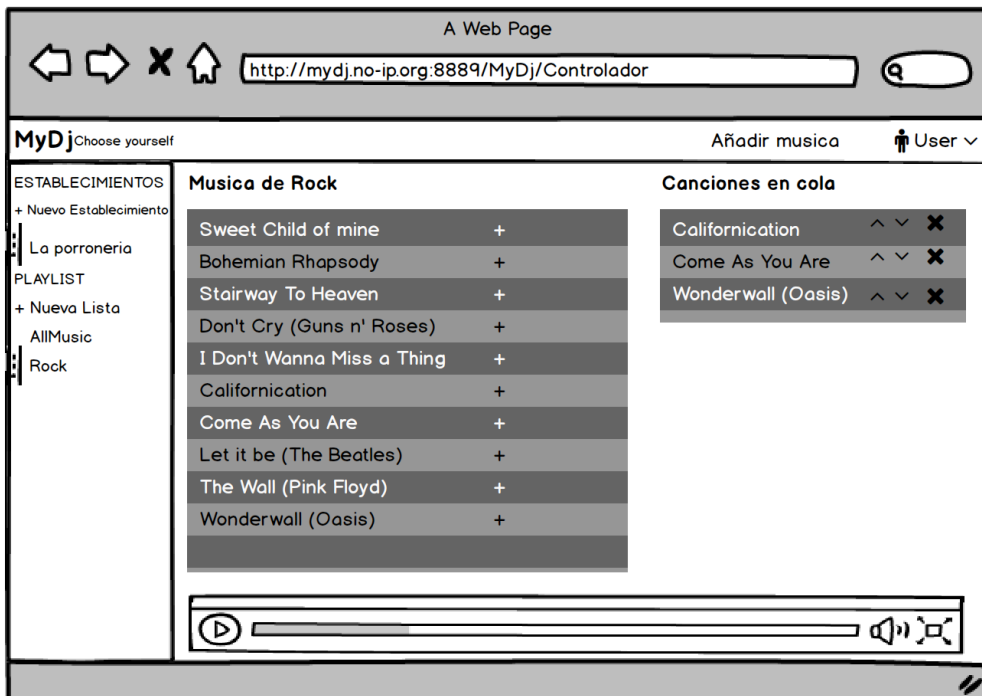 A Web Page
http://mydj.no-ip.org:8889/MyDj/Controlador
MyDj Choose yourself
Añadir musica
User
ESTABLECIMIENTOS
+ Nuevo Establecimiento
La porroneria
PLAYLIST
+ Nueva Lista
AllMusic
Rock
Musica de Rock
Sweet Child of mine +
Bohemian Rhapsody +
Stairway To Heaven +
Don't Cry (Guns n' Roses) +
I Don't Wanna Miss a Thing +
Californication +
Come As You Are +
Let it be (The Beatles) +
The Wall (Pink Floyd) +
Wonderwall (Oasis) +
Canciones en cola
Californication
Come As You Are
Wonderwall (Oasis)